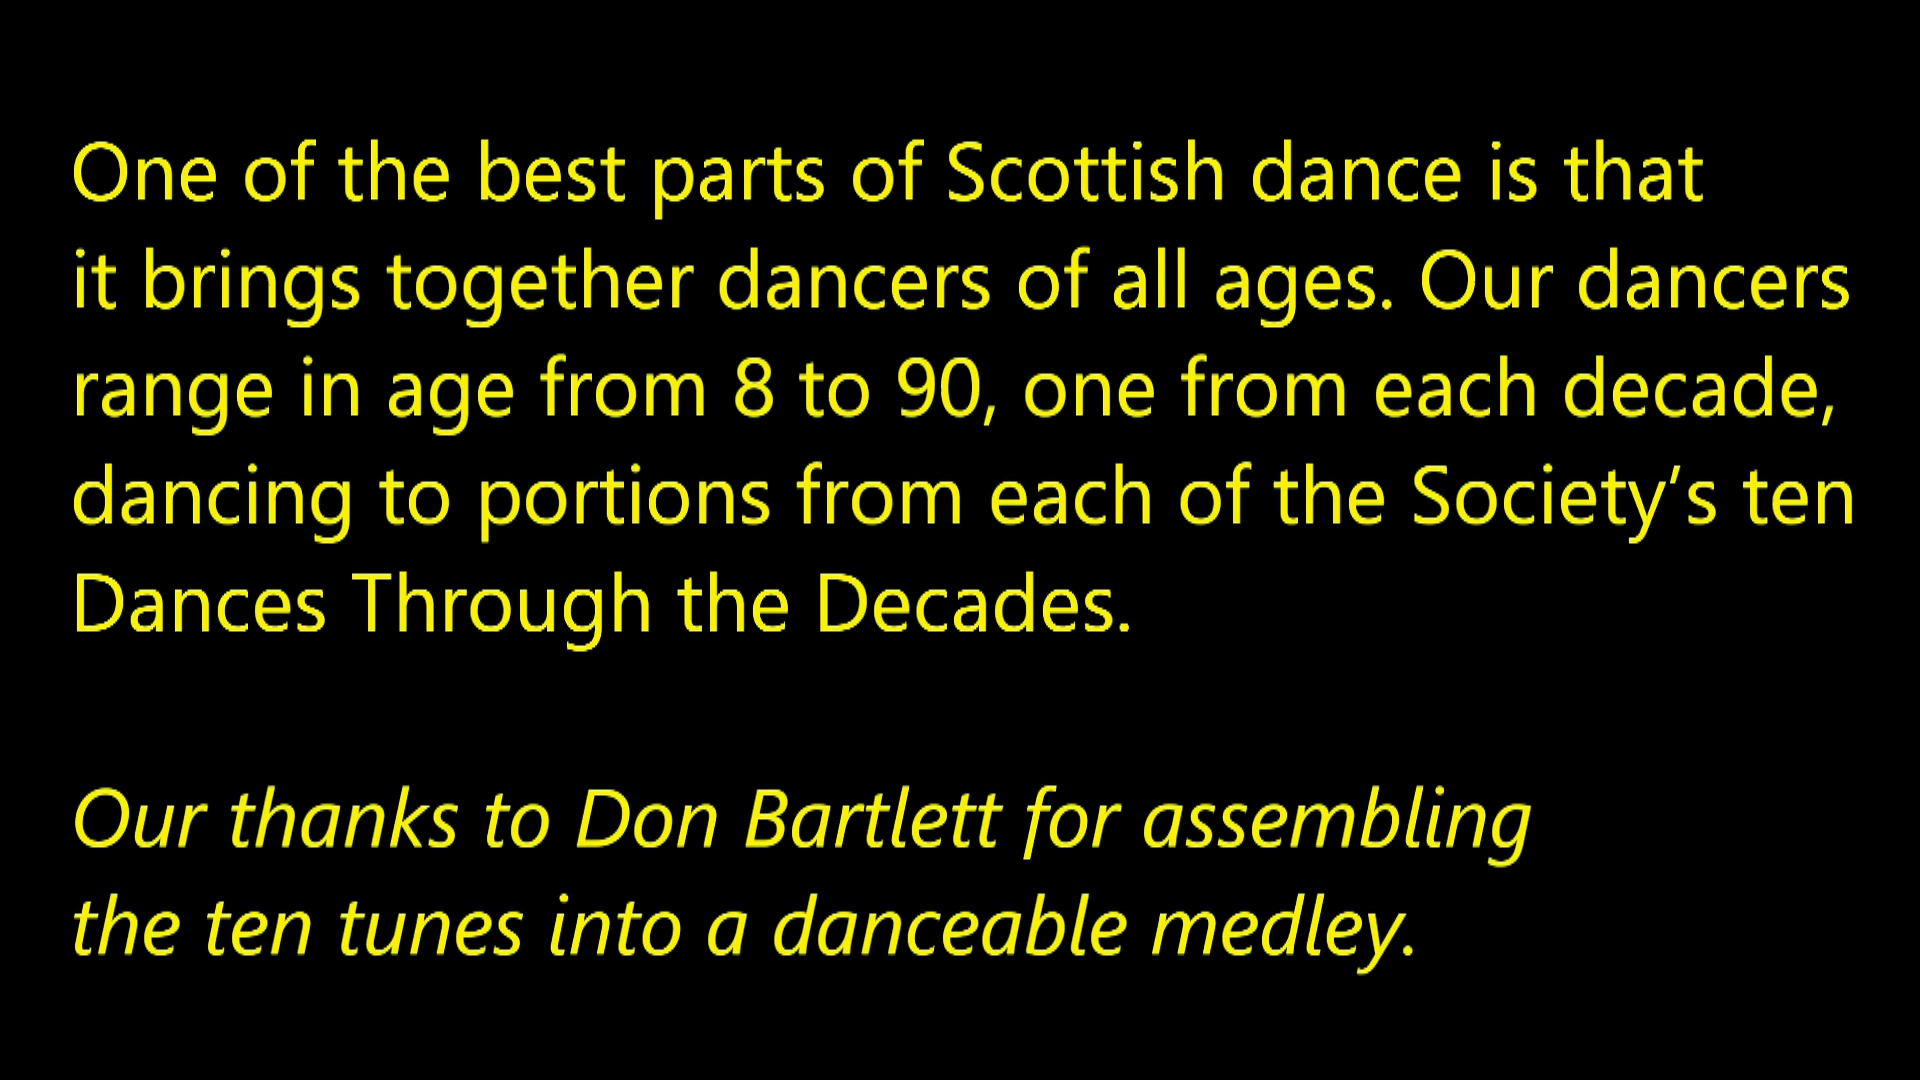 One of the best parts of Scottish dance is that
it brings together dancers of all ages. Our dancers
range in age from 8 to 90, one from each decade,
dancing to portions from each of the Society’s ten
Dances Through the Decades.
Our thanks to Don Bartlett for assembling
the ten tunes into a danceable medley.